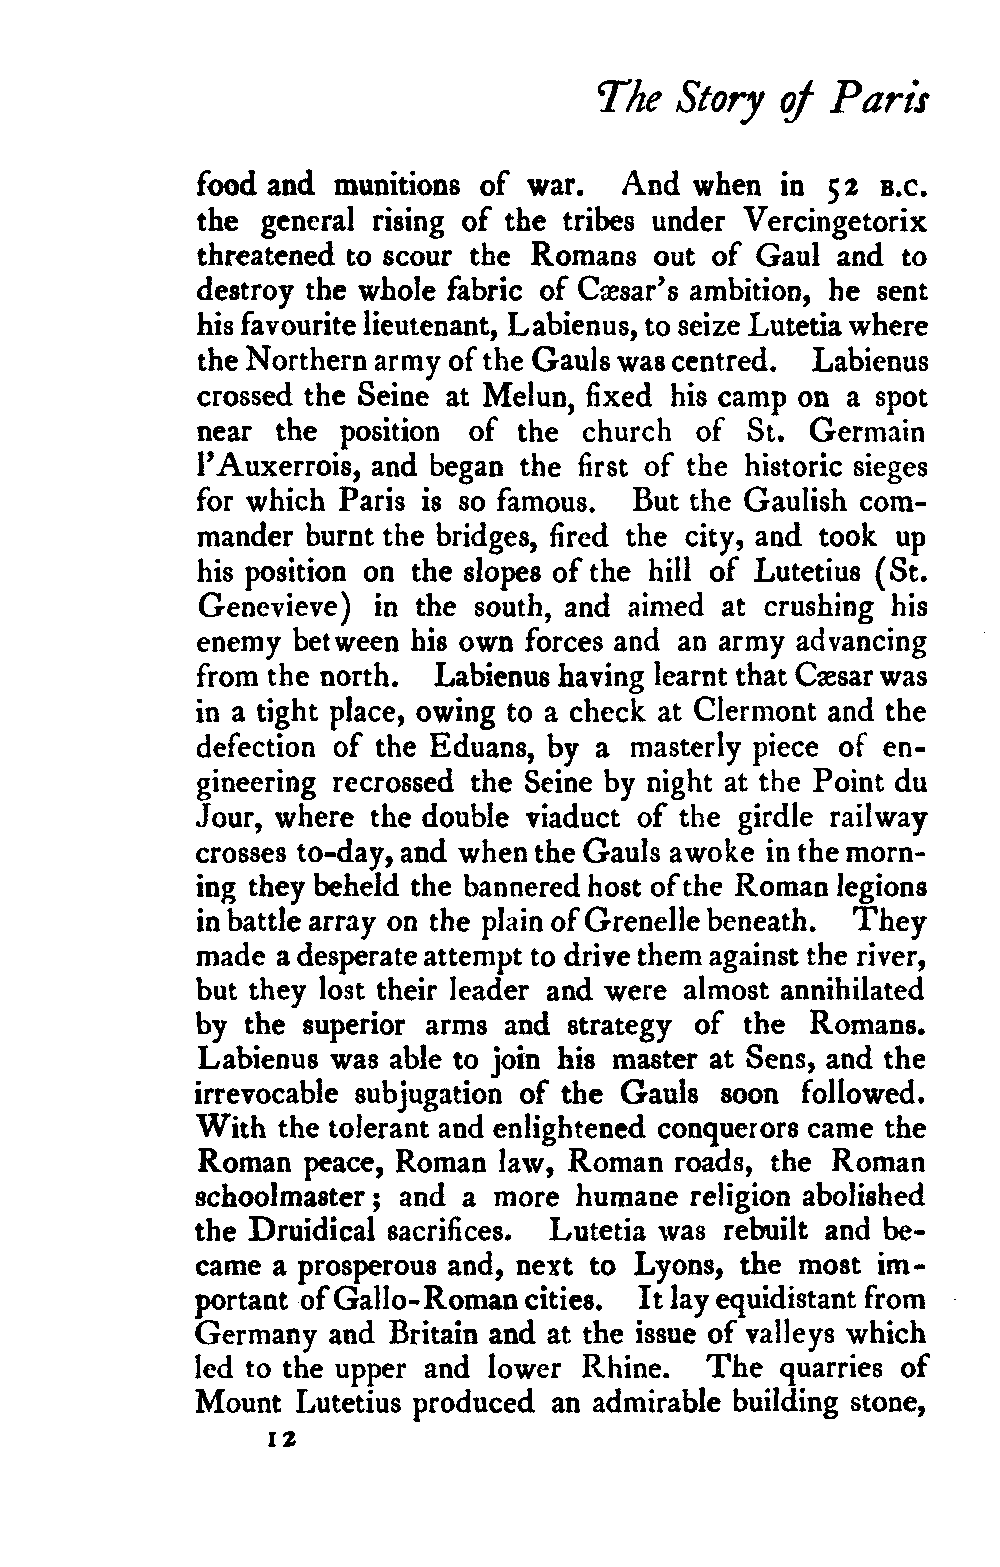 The Story of Paris
food and munitions of war. And when in 52 B.C.
the general rising of the tribes under Vercingetorix
threatened to scour the Romans out of Gaul and to
destroy the whole fabric of Cæsar's ambition, he sent
his favourite lieutenant, Labienus, to seize Lutetia where
the Northern army of the Gauls was centred. Labienus
crossed the Seine at Melun, fixed his camp on a spot
near the position of the church of St. Germain
l'Auxerrois, and began the first of the historic sieges
for which Paris is so famous. But the Gaulish com-
mander burnt the bridges, fired the city, and took up
his position on the slopes of the hill of Lutetius (St.
Genevieve) in the south, and aimed at crushing his
enemy between his own forces and an army advancing
from the north. Labienus having learnt that Cæsar was
in a tight place, owing to a check at Clermont and the
defection of the Eduans, by a masterly piece of en-
gineering recrossed the Seine by night at the Point du
Jour, where the double viaduct of the girdle railway
crosses to-day, and when the Gauls awoke in the morn-
ing they beheld the bannered host of the Roman legions
in battle array on the plain of Grenelle beneath. They
made a desperate attempt to drive them against the river,
but they lost their leader and were almost annihilated
by the superior arms and strategy of the Romans.
Labienus was able to join his master at Sens, and the
irrevocable subjugation of the Gauls soon followed.
With the tolerant and enlightened conquerors came the
Roman peace, Roman law, Roman roads, the Roman
schoolmaster; and a more humane religion abolished
the Druidical sacrifices. Lutetia was rebuilt and be-
came a prosperous and, next to Lyons, the most im-
portant of Gallo-Roman cities. It lay equidistant from
Germany and Britain and at the issue of valleys which
led to the upper and lower Rhine. The quarries of
Mount Lutetius produced an admirable building stone,
12